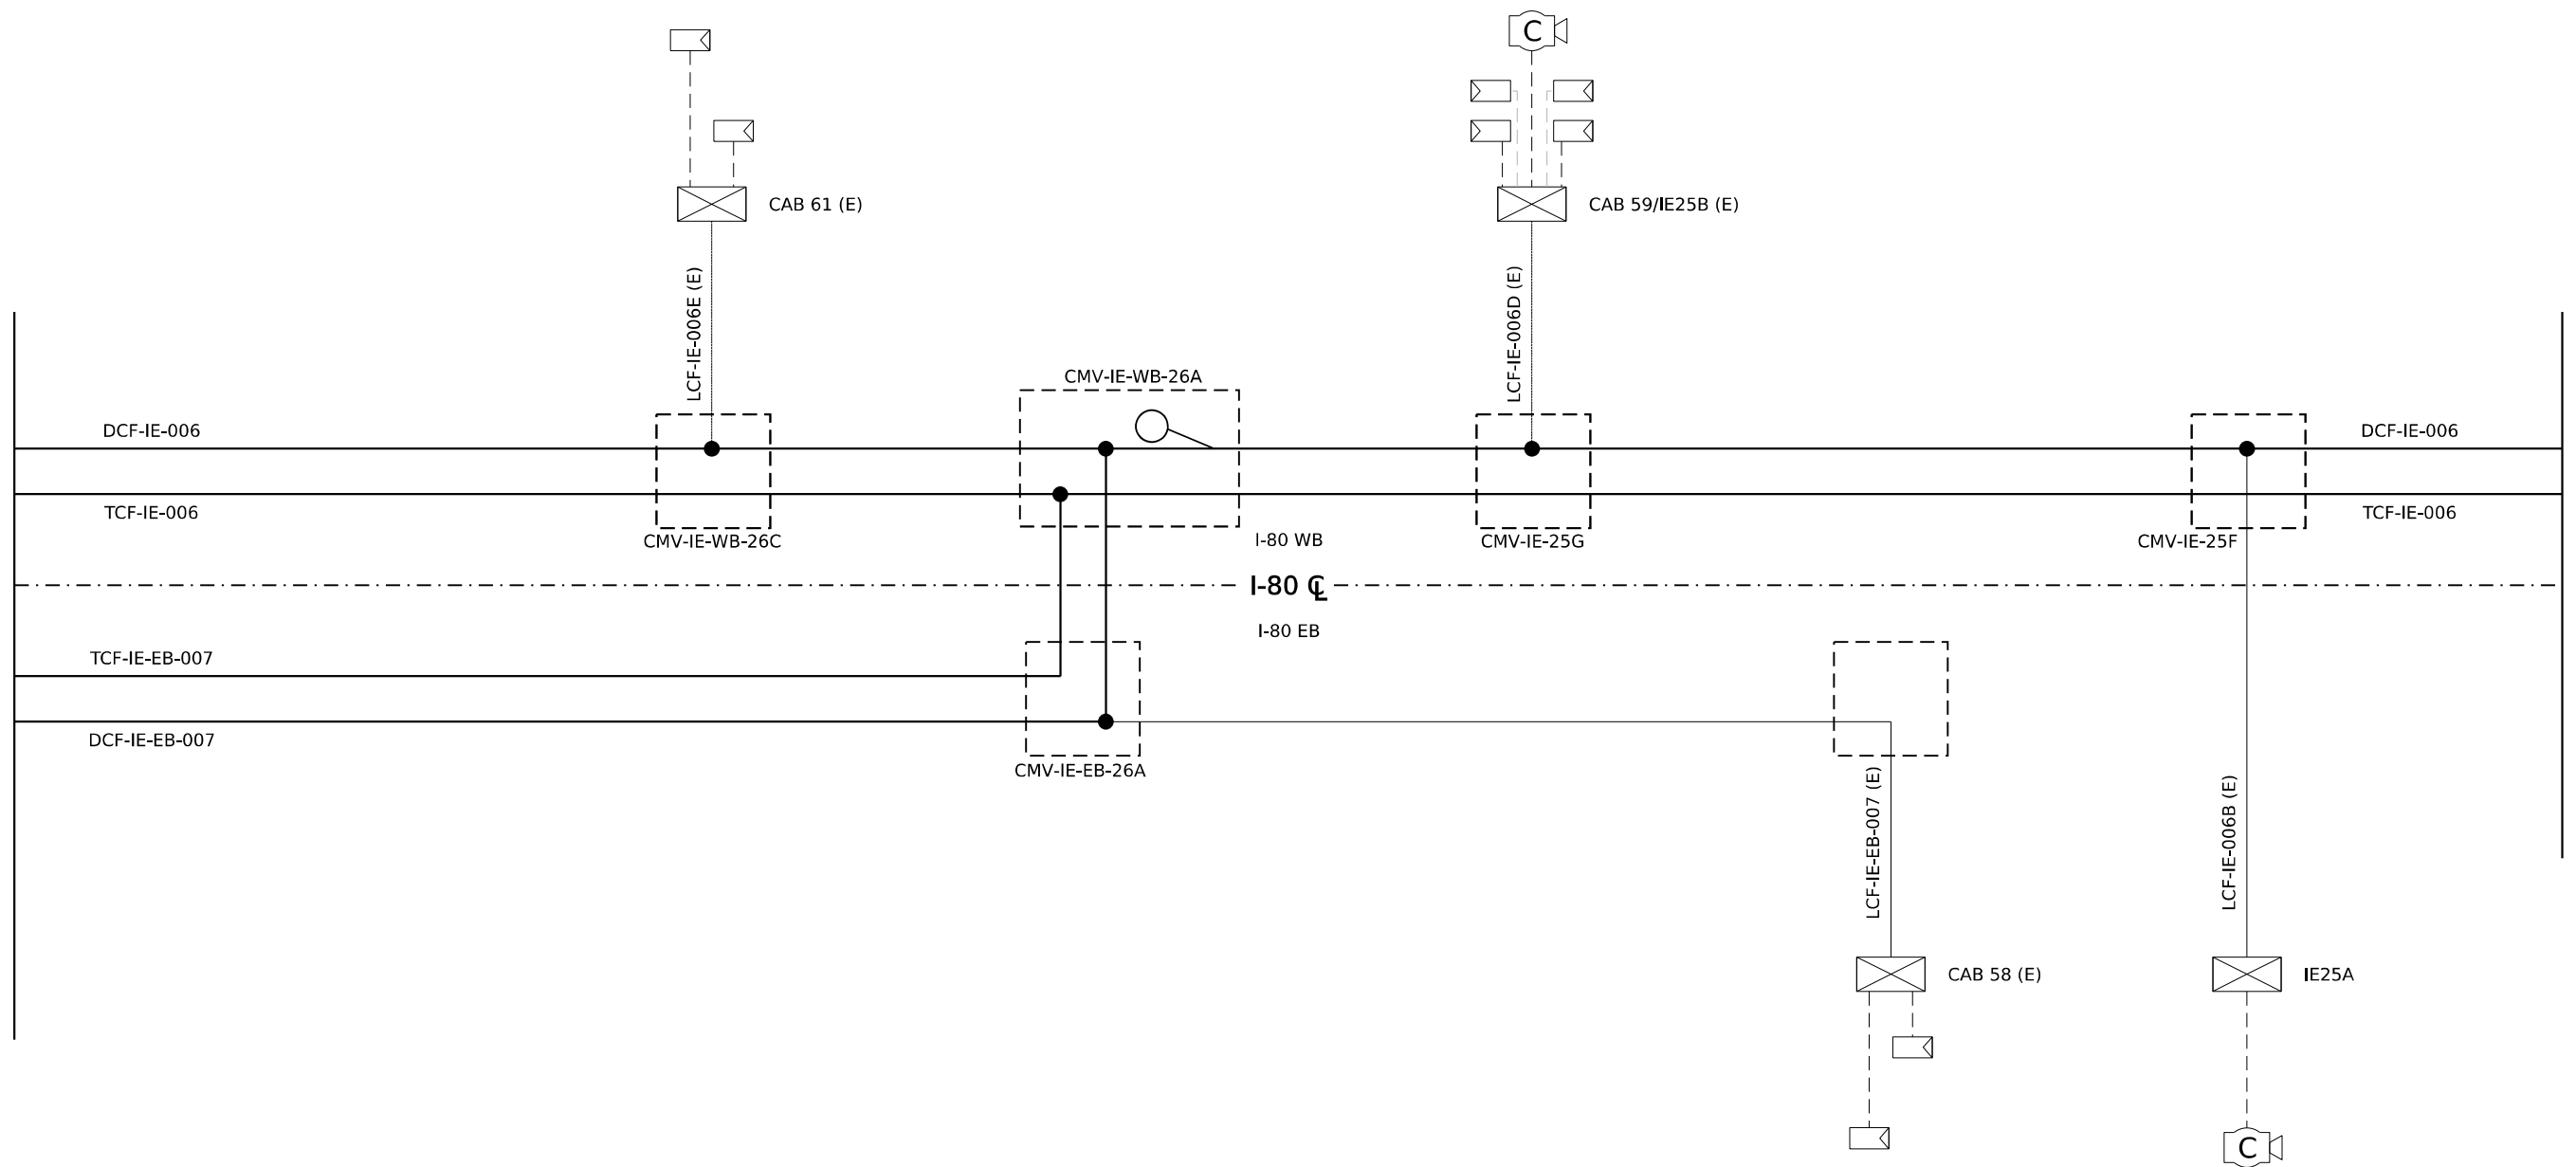 C
CAB 61 (E)
CAB 59/IE25B (E)
LCF-IE-006E (E)
LCF-IE-006D (E)
CMV-IE-WB-26A
DCF-IE-006
DCF-IE-006
TCF-IE-006
TCF-IE-006
CMV-IE-WB-26C
I-80 WB
CMV-IE-25G
CMV-IE-25F
I-80 ℄
I-80 EB
TCF-IE-EB-007
DCF-IE-EB-007
CMV-IE-EB-26A
LCF-IE-EB-007 (E)
LCF-IE-006B (E)
CAB 58 (E)
IE25A
C